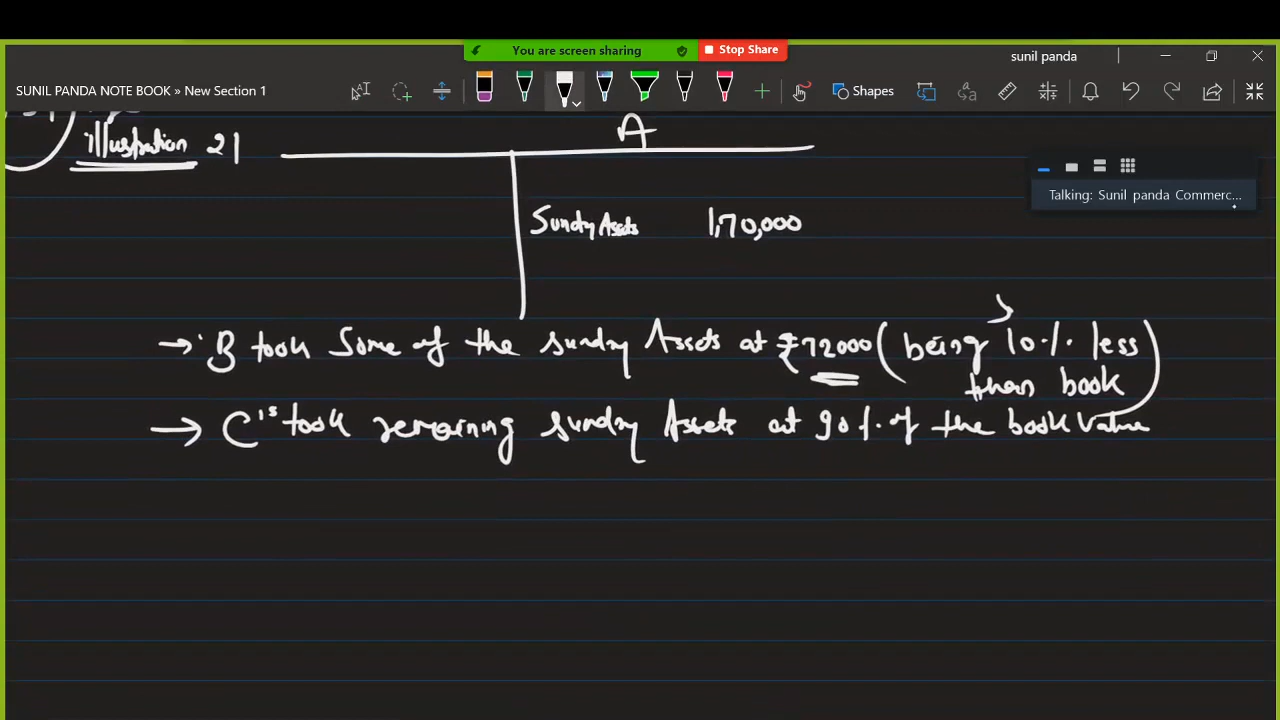 You are screen sharing
Stop Share
sunil panda
SUNIL PANDA NOTE BOOK » New Section 1
Shapes
Talking: Sunil panda Commerc...
illustration 21
A
Sundry Assets 1,70,000
→ B took Some of the sundry Assets at ₹72000 (being 10% less
than book
→ C is took remaining sundry Assets at 90% of the book value